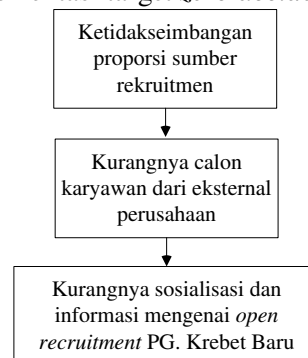 Ketidakseimbangan
proporsi sumber
rekruitmen
Kurangnya calon
karyawan dari eksternal
perusahaan
Kurangnya sosialisasi dan
informasi mengenai open
recruitment PG. Krebet Baru